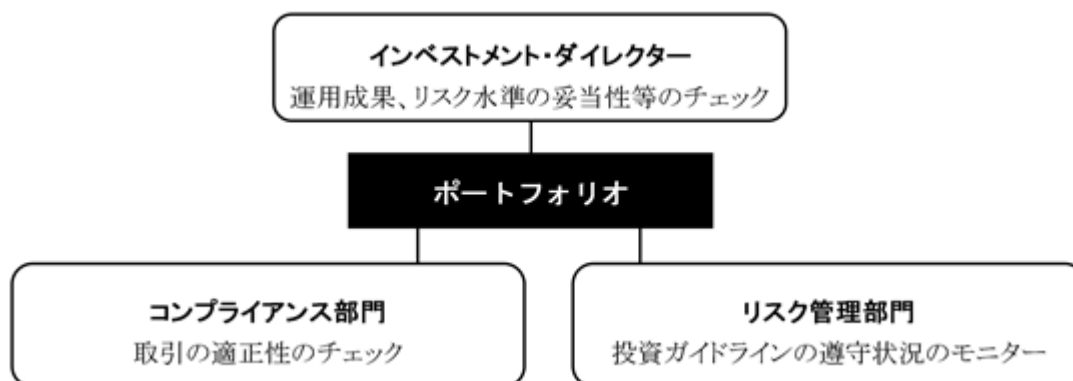 インベストメント・ダイレクター
運用成果、リスク水準の妥当性等のチェック
ポートフォリオ
コンプライアンス部門
取引の適正性のチェック
リスク管理部門
投資ガイドラインの遵守状況のモニター